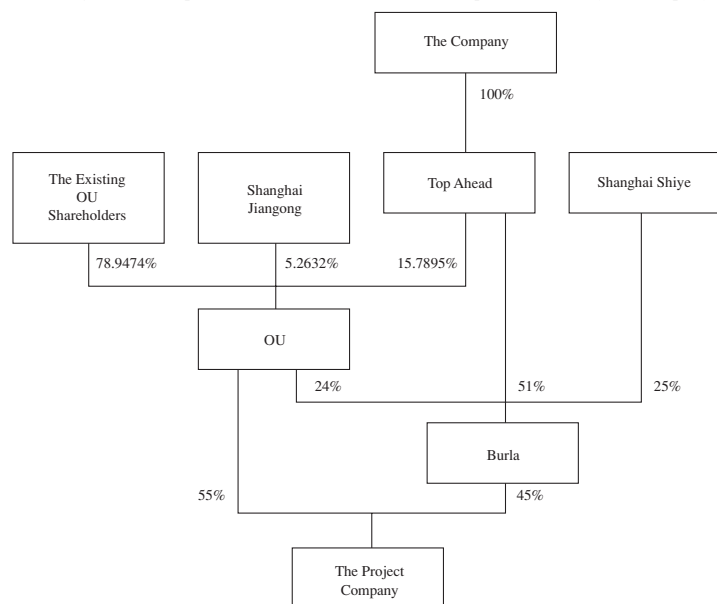 The Company
100%
The Existing
OU
Shareholders
Shanghai
Jiangong
Top Ahead
Shanghai Shiye
78.9474%
5.2632%
15.7895%
OU
24%
51%
25%
Burla
55%
45%
The Project
Company